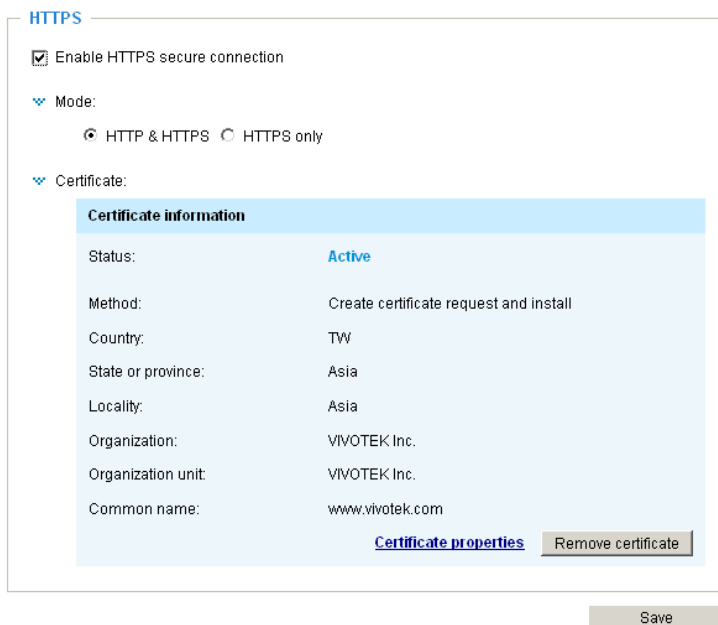 HTTPS
Enable HTTPS secure connection
Mode:
HTTP & HTTPS HTTPS only
Certificate:
Certificate information
Status: Active
Method: Create certificate request and install
Country: TW
State or province: Asia
Locality: Asia
Organization: VIVOTEK Inc.
Organization unit: VIVOTEK Inc.
Common name: www.vivotek.com
Certificate properties Remove certificate
Save